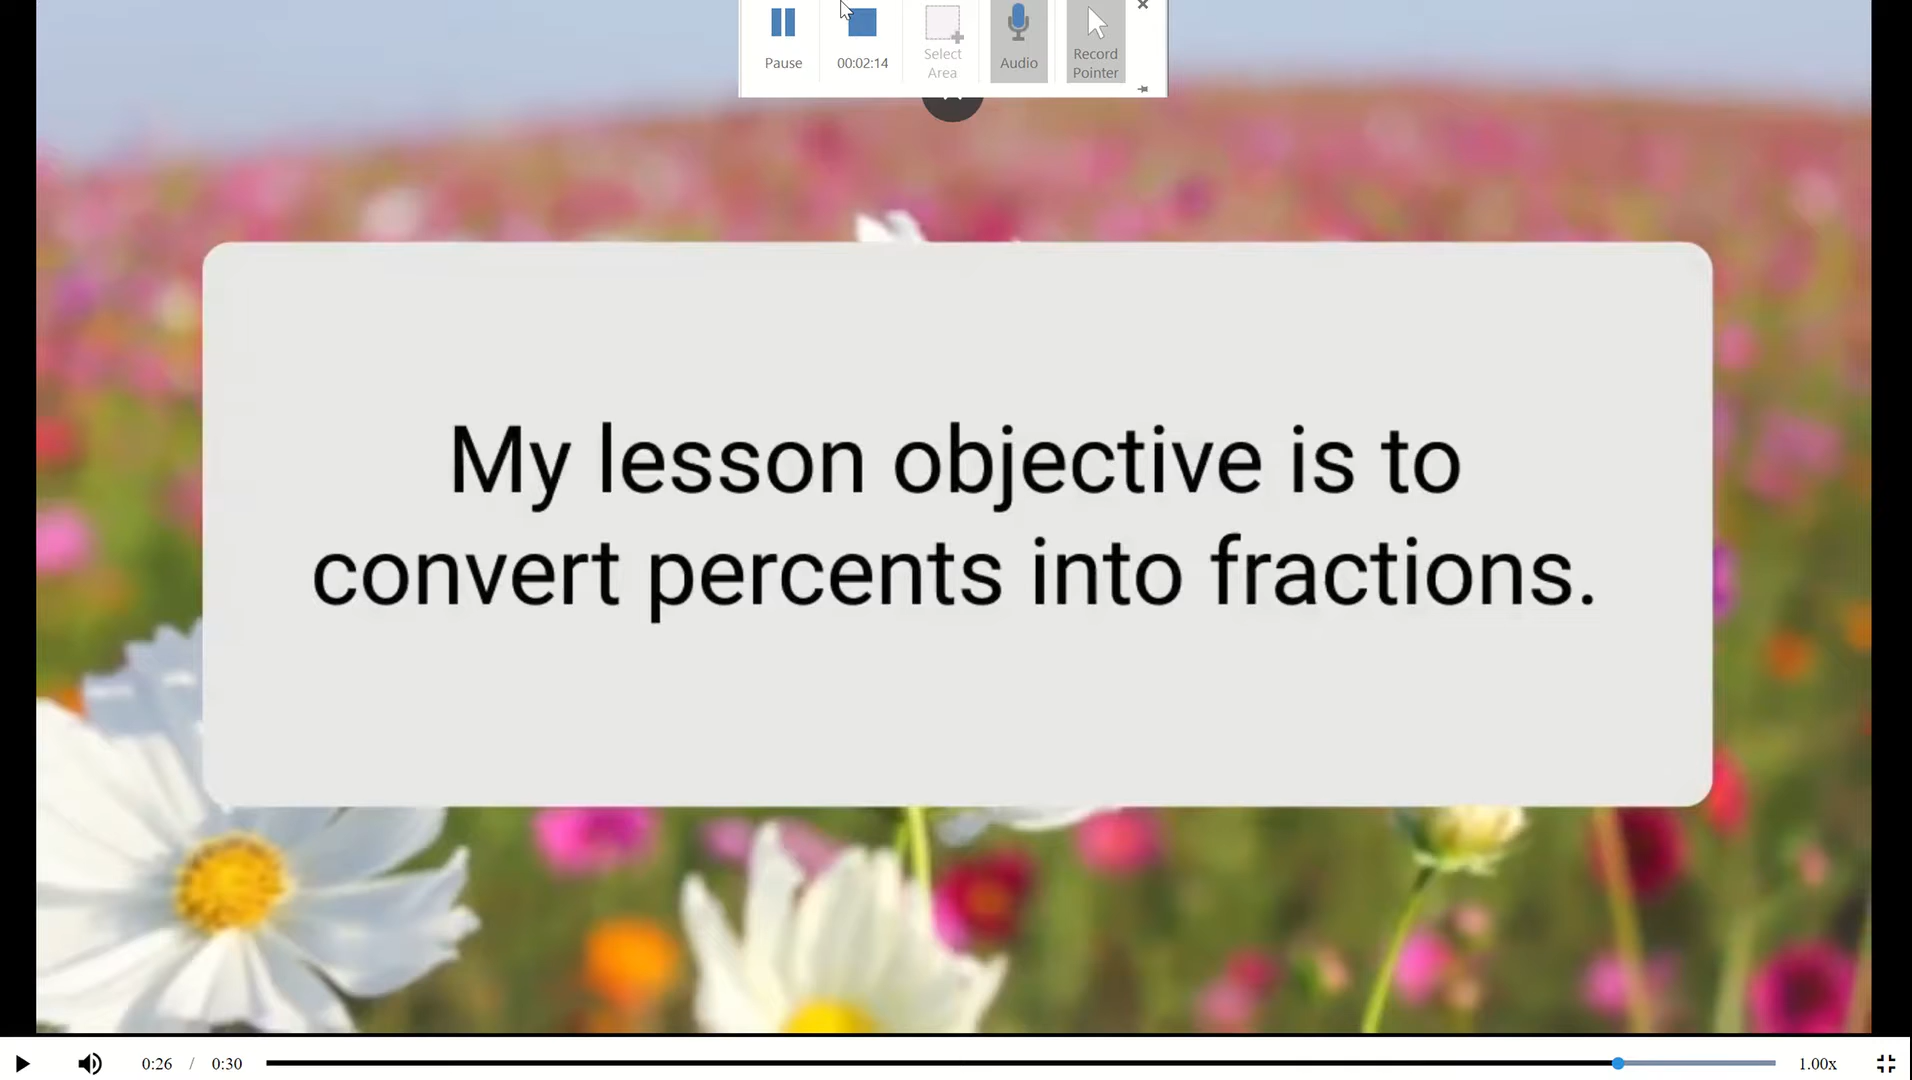 Pause
00:02:14
Select
Area
Audio
Record
Pointer
My lesson objective is to
convert percents into fractions.
0:26 / 0:30
1.00x